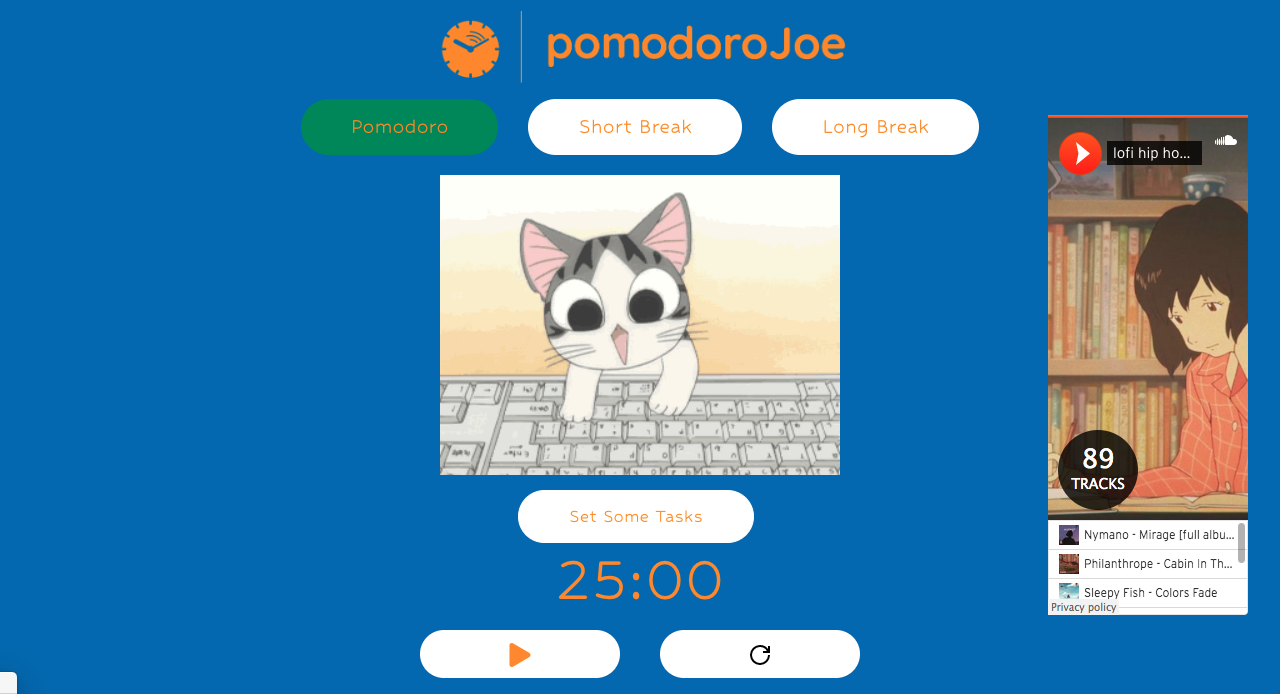 pomodoroJoe
Pomodoro
Short Break
Long Break
lofi hip ho...
89
TRACKS
Nymano - Mirage [full albu...
Philanthrope - Cabin In Th...
Sleepy Fish - Colors Fade
Privacy policy
Set Some Tasks
25:00